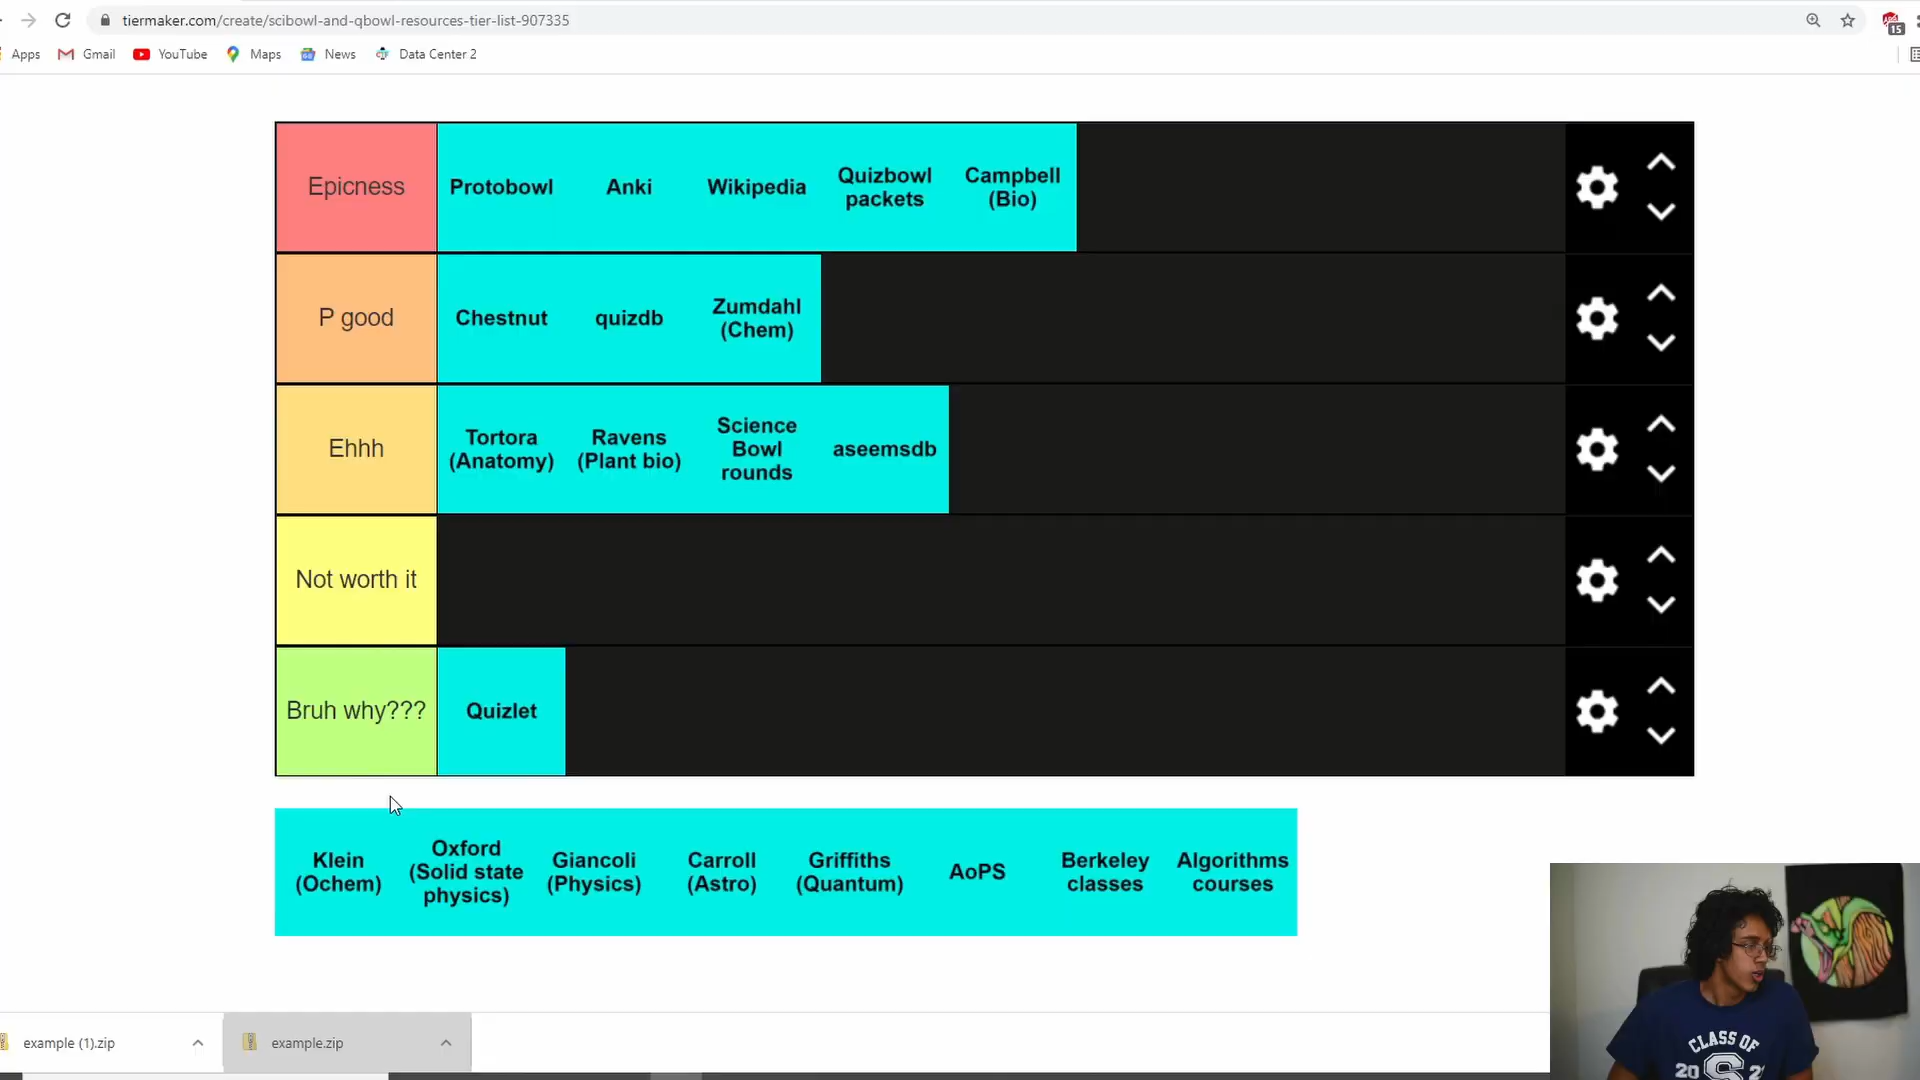 tiermaker.com/create/scibowl-and-qbowl-resources-tier-list-907335
15
Apps
Gmail
YouTube
Maps
News
Data Center 2
Epicness
Protobowl
Anki
Wikipedia
Quizbowl
packets
Campbell
(Bio)
P good
Chestnut
quizdb
Zumdahl
(Chem)
Ehhh
Tortora
(Anatomy)
Ravens
(Plant bio)
Science
Bowl
rounds
aseemsdb
Not worth it
Bruh why???
Quizlet
Klein
(Ochem)
Oxford
(Solid state
physics)
Giancoli
(Physics)
Carroll
(Astro)
Griffiths
(Quantum)
AoPS
Berkeley
classes
Algorithms
courses
example (1).zip
example.zip
CLASS OF
20 S 2